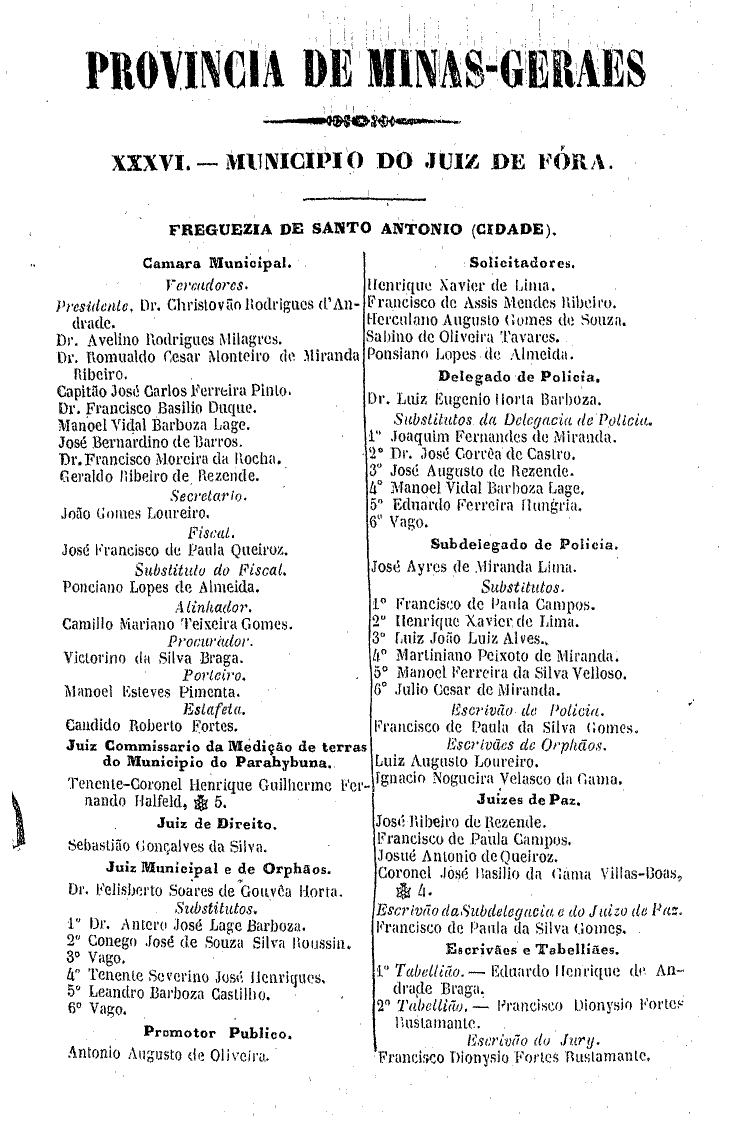 PROVINCIA DE MINAS-GERAES
XXXVI. — MUNICIPIO DO JUIZ DE FÓRA.
FREGUEZIA DE SANTO ANTONIO (CIDADE).
Camara Municipal.
Vereadores.
Presidente, Dr. Christovão Rodrigues d'An-
drade.
Dr. Avelino Rodrigues Milagres.
Dr. Romualdo Cesar Monteiro de Miranda
Ribeiro.
Capitão José Carlos Ferreira Pinto.
Dr. Francisco Basilio Duque.
Manoel Vidal Barboza Lage.
José Bernardino de Barros.
Dr. Francisco Moreira da Rocha.
Geraldo Ribeiro de Rezende.
Secretario.
João Gomes Loureiro.
Fiscal.
José Francisco de Paula Queiroz.
Substituto do Fiscal.
Ponciano Lopes de Almeida.
Alinhador.
Camillo Mariano Teixeira Gomes.
Procurador.
Victorino da Silva Braga.
Porteiro.
Manoel Esteves Pimenta.
Estafeta.
Candido Roberto Fortes.
Juiz Commissario da Medição de terras
do Municipio do Parahybuna.
Tenente-Coronel Henrique Guilherme Fer-
nando Halfeld, 5.
Juiz de Direito.
Sebastião Gonçalves da Silva.
Juiz Municipal e de Orphãos.
Dr. Felisberto Soares de Gouvêa Horta.
Substitutos.
1º Dr. Antero José Lage Barboza.
2º Conego José de Souza Silva Roussin.
3º Vago.
4º Tenente Severino José Henriques.
5º Leandro Barboza Castilho.
6º Vago.
Promotor Publico.
Antonio Augusto de Oliveira.
Solicitadores.
Henrique Xavier de Lima.
Francisco de Assis Mendes Ribeiro.
Herculano Augusto Gomes de Souza.
Sabino de Oliveira Tavares.
Ponsiano Lopes de Almeida.
Delegado de Policia.
Dr. Luiz Eugenio Horta Barboza.
Substitutos da Delegacia de Policia.
1º Joaquim Fernandes de Miranda.
2º Dr. José Corrêa de Castro.
3º José Augusto de Rezende.
4º Manoel Vidal Barboza Lage.
5º Eduardo Ferreira Hungria.
6º Vago.
Subdelegado de Policia.
José Ayres de Miranda Lima.
Substitutos.
1º Francisco de Paula Campos.
2º Henrique Xavier de Lima.
3º Luiz João Luiz Alves.
4º Martiniano Peixoto de Miranda.
5º Manoel Ferreira da Silva Velloso.
6º Julio Cesar de Miranda.
Escrivão de Policia.
Francisco de Paula da Silva Gomes.
Escrivães de Orphãos.
Luiz Augusto Loureiro.
Ignacio Nogueira Velasco da Gama.
Juizes de Paz.
José Ribeiro de Rezende.
Francisco de Paula Campos.
Josué Antonio de Queiroz.
Coronel José Basilio da Gama Villas-Boas,
4.
Escrivão da Subdelegacia e do Juizo de Paz.
Francisco de Paula da Silva Gomes.
Escrivães e Tabelliães.
1º Tabellião. — Eduardo Henrique de An-
drade Braga.
2º Tabellião. — Francisco Dionysio Fortes
Bustamante.
Escrivão do Jury.
Francisco Dionysio Fortes Bustamante.